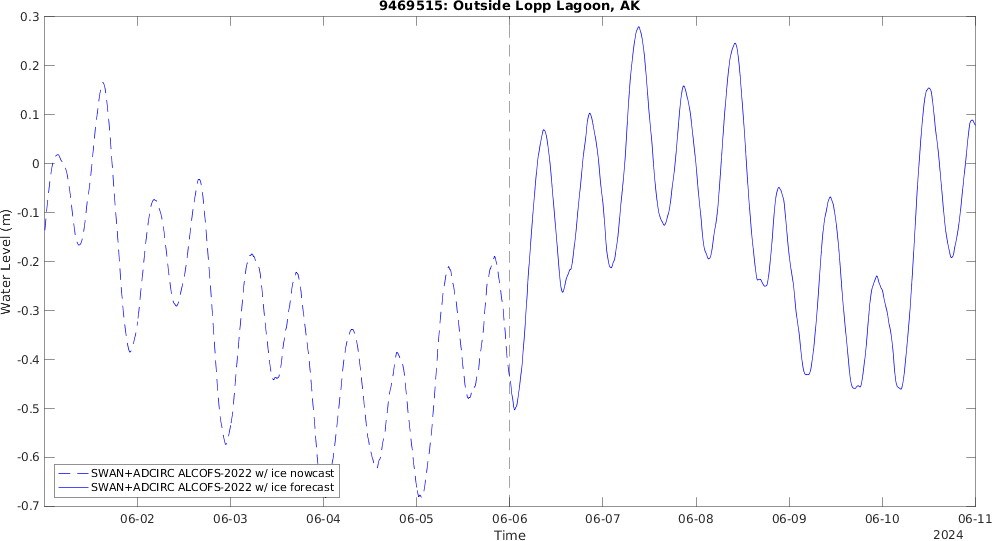 9469515: Outside Lopp Lagoon, AK
0.3
0.2
0.1
0
-0.1
-0.2
-0.3
-0.4
-0.5
-0.6
-0.7
Water Level (m)
SWAN+ADCIRC ALCOFS-2022 w/ ice nowcast
SWAN+ADCIRC ALCOFS-2022 w/ ice forecast
06-02 06-03 06-04 06-05 06-06 06-07 06-08 06-09 06-10 06-11
Time
2024